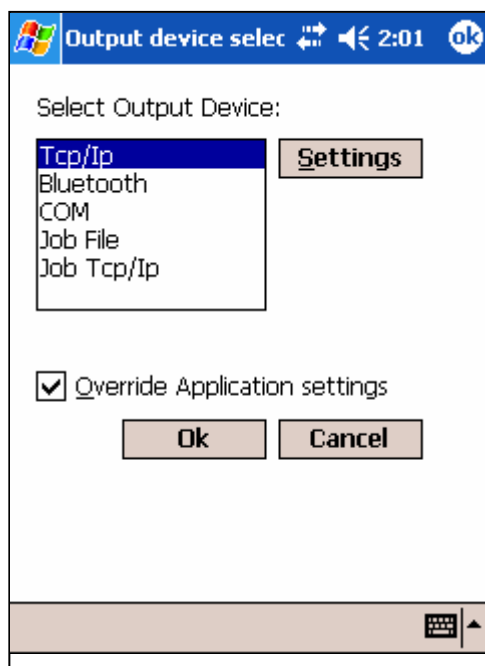 Output device selec 2:01 ok
Select Output Device:
Tcp/Ip
Settings
Bluetooth
COM
Job File
Job Tcp/Ip
Override Application settings
Ok Cancel